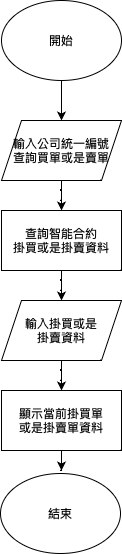 開始
輸入公司統一編號
查詢買單或是賣單
查詢智能合約
掛買或是掛賣資料
輸入掛買或是
掛賣資料
顯示當前掛買單
或是掛賣單資料
結束